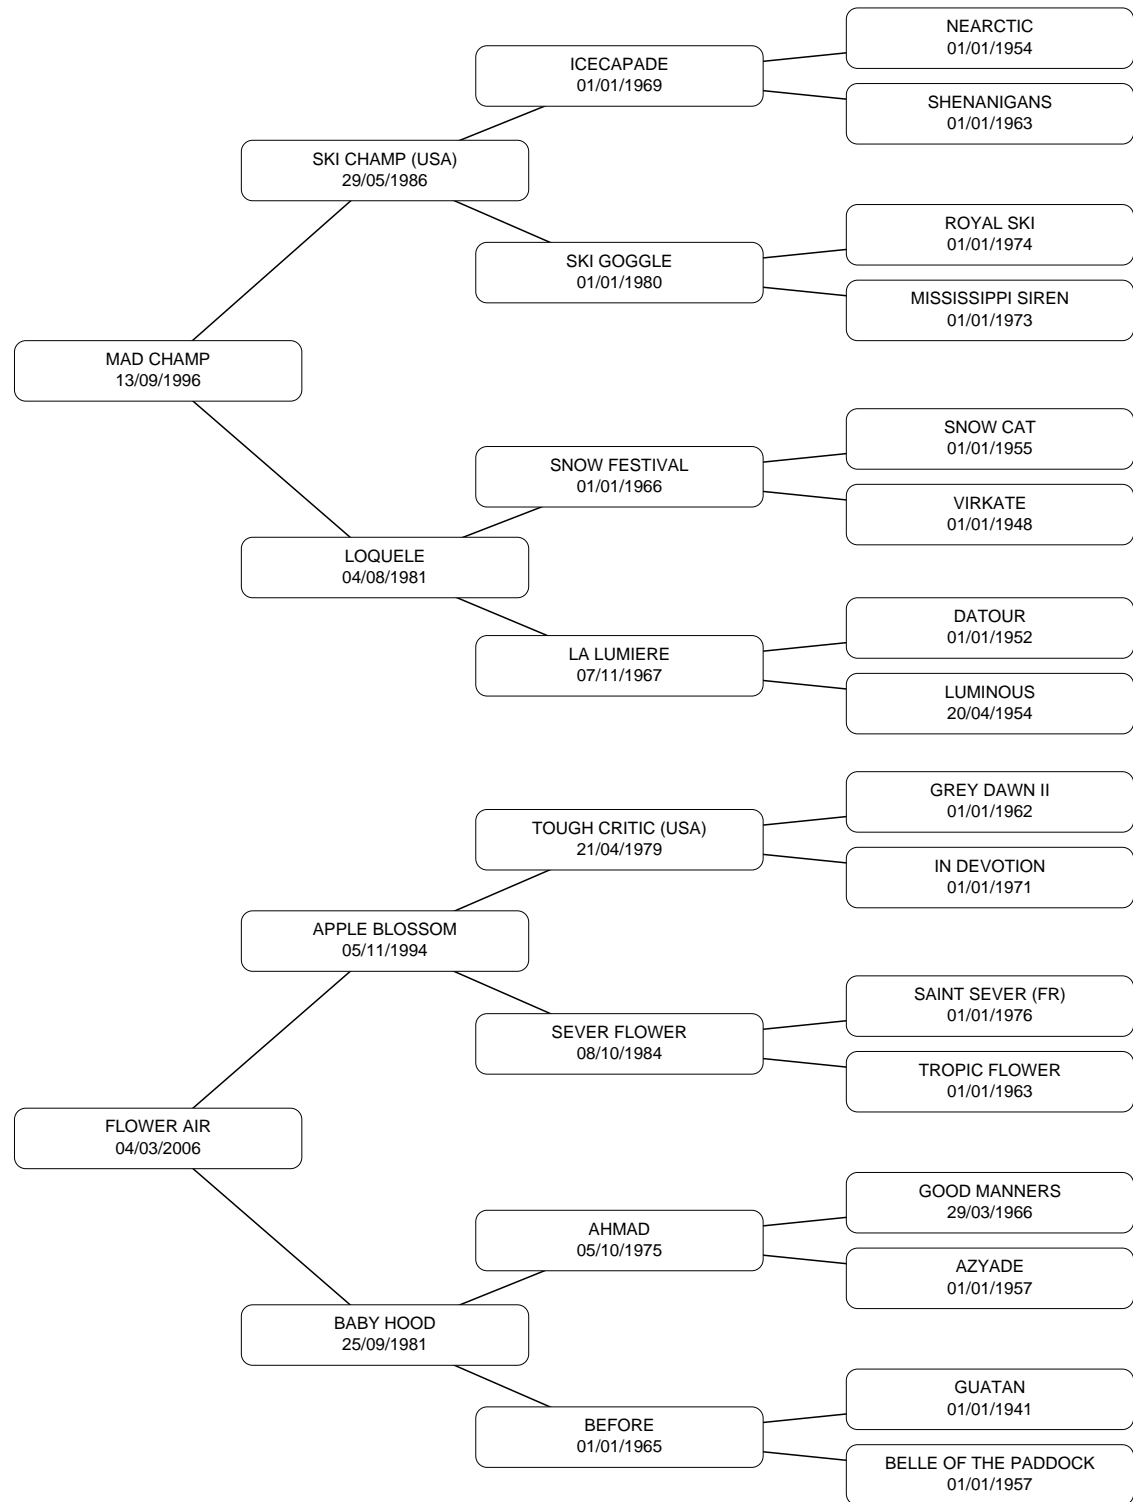 NEARCTIC
01/01/1954
ICECAPADE
01/01/1969
SHENANIGANS
01/01/1963
SKI CHAMP (USA)
29/05/1986
ROYAL SKI
01/01/1974
SKI GOGGLE
01/01/1980
MISSISSIPPI SIREN
01/01/1973
MAD CHAMP
13/09/1996
SNOW CAT
01/01/1955
SNOW FESTIVAL
01/01/1966
VIRKATE
01/01/1948
LOQUELE
04/08/1981
DATOUR
01/01/1952
LA LUMIERE
07/11/1967
LUMINOUS
20/04/1954
GREY DAWN II
01/01/1962
TOUGH CRITIC (USA)
21/04/1979
IN DEVOTION
01/01/1971
APPLE BLOSSOM
05/11/1994
SAINT SEVER (FR)
01/01/1976
SEVER FLOWER
08/10/1984
TROPIC FLOWER
01/01/1963
FLOWER AIR
04/03/2006
GOOD MANNERS
29/03/1966
AHMAD
05/10/1975
AZYADE
01/01/1957
BABY HOOD
25/09/1981
GUATAN
01/01/1941
BEFORE
01/01/1965
BELLE OF THE PADDOCK
01/01/1957